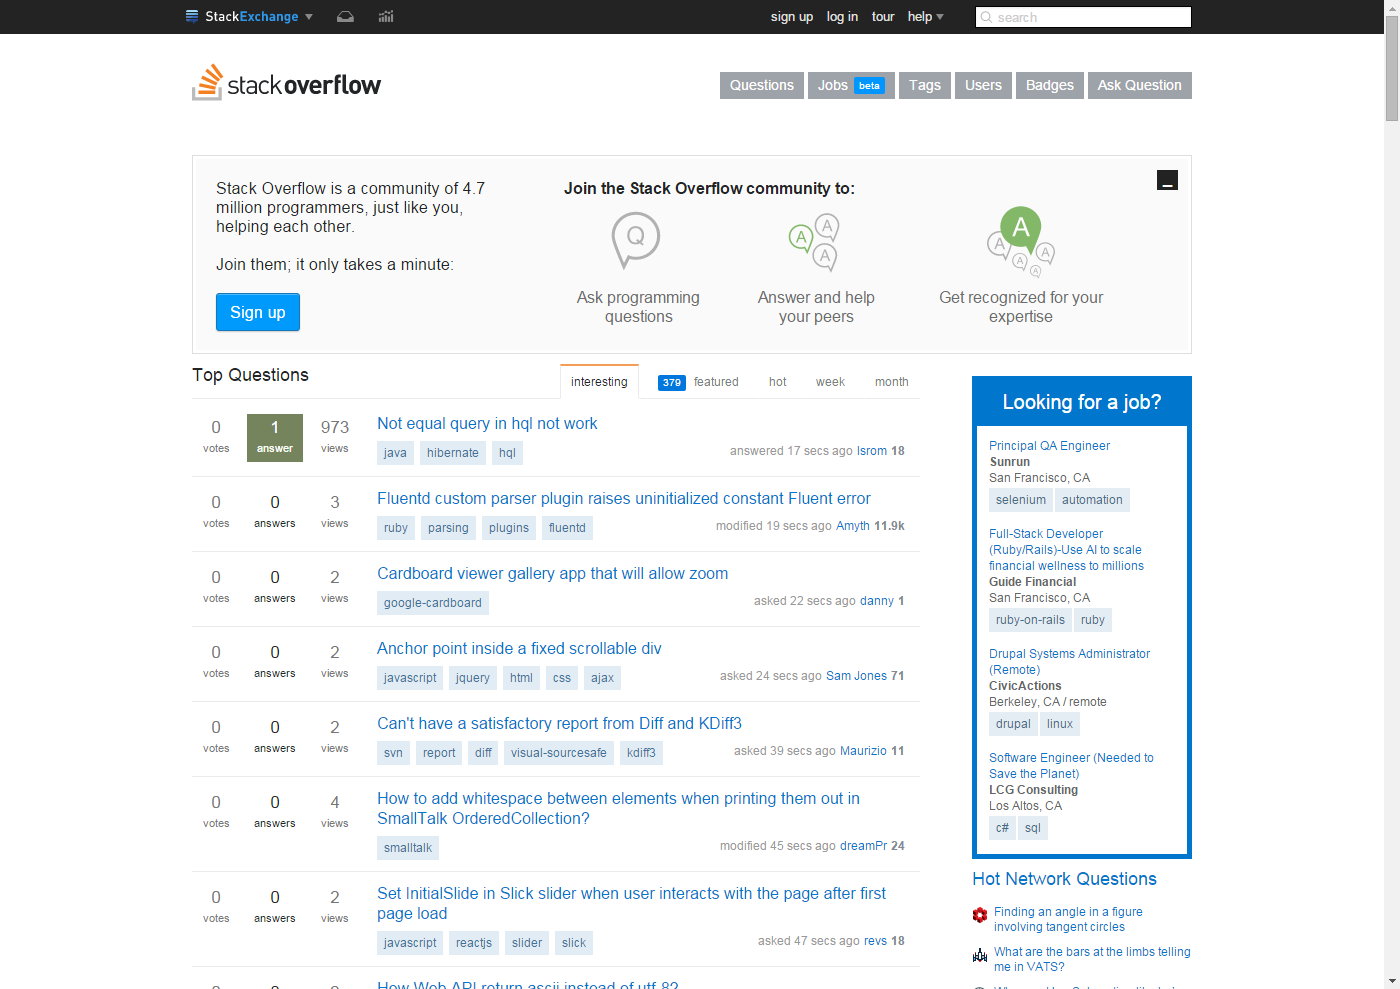 StackExchange
sign up log in tour help
search
stackoverflow
Questions Jobs beta Tags Users Badges Ask Question
Stack Overflow is a community of 4.7
million programmers, just like you,
helping each other.
Join them; it only takes a minute:
Sign up
Join the Stack Overflow community to:
Q
A A A
A A A A A
Ask programming
questions
Answer and help
your peers
Get recognized for your
expertise
Top Questions
interesting 379 featured hot week month
0 votes 1 answer 973 views
Not equal query in hql not work
java hibernate hql
answered 17 secs ago Isrom 18
0 votes 0 answers 3 views
Fluentd custom parser plugin raises uninitialized constant Fluent error
ruby parsing plugins fluentd
modified 19 secs ago Amyth 11.9k
0 votes 0 answers 2 views
Cardboard viewer gallery app that will allow zoom
google-cardboard
asked 22 secs ago danny 1
0 votes 0 answers 2 views
Anchor point inside a fixed scrollable div
javascript jquery html css ajax
asked 24 secs ago Sam Jones 71
0 votes 0 answers 2 views
Can't have a satisfactory report from Diff and KDiff3
svn report diff visual-sourcesafe kdiff3
asked 39 secs ago Maurizio 11
0 votes 0 answers 4 views
How to add whitespace between elements when printing them out in
SmallTalk OrderedCollection?
smalltalk
modified 45 secs ago dreamPr 24
0 votes 0 answers 2 views
Set InitialSlide in Slick slider when user interacts with the page after first
page load
javascript reactjs slider slick
asked 47 secs ago revs 18
How Web API return ascii instead of utf-8?
Looking for a job?
Principal QA Engineer
Sunrun
San Francisco, CA
selenium automation
Full-Stack Developer
(Ruby/Rails)-Use AI to scale
financial wellness to millions
Guide Financial
San Francisco, CA
ruby-on-rails ruby
Drupal Systems Administrator
(Remote)
CivicActions
Berkeley, CA / remote
drupal linux
Software Engineer (Needed to
Save the Planet)
LCG Consulting
Los Altos, CA
c# sql
Hot Network Questions
Finding an angle in a figure
involving tangent circles
What are the bars at the limbs telling
me in VATS?